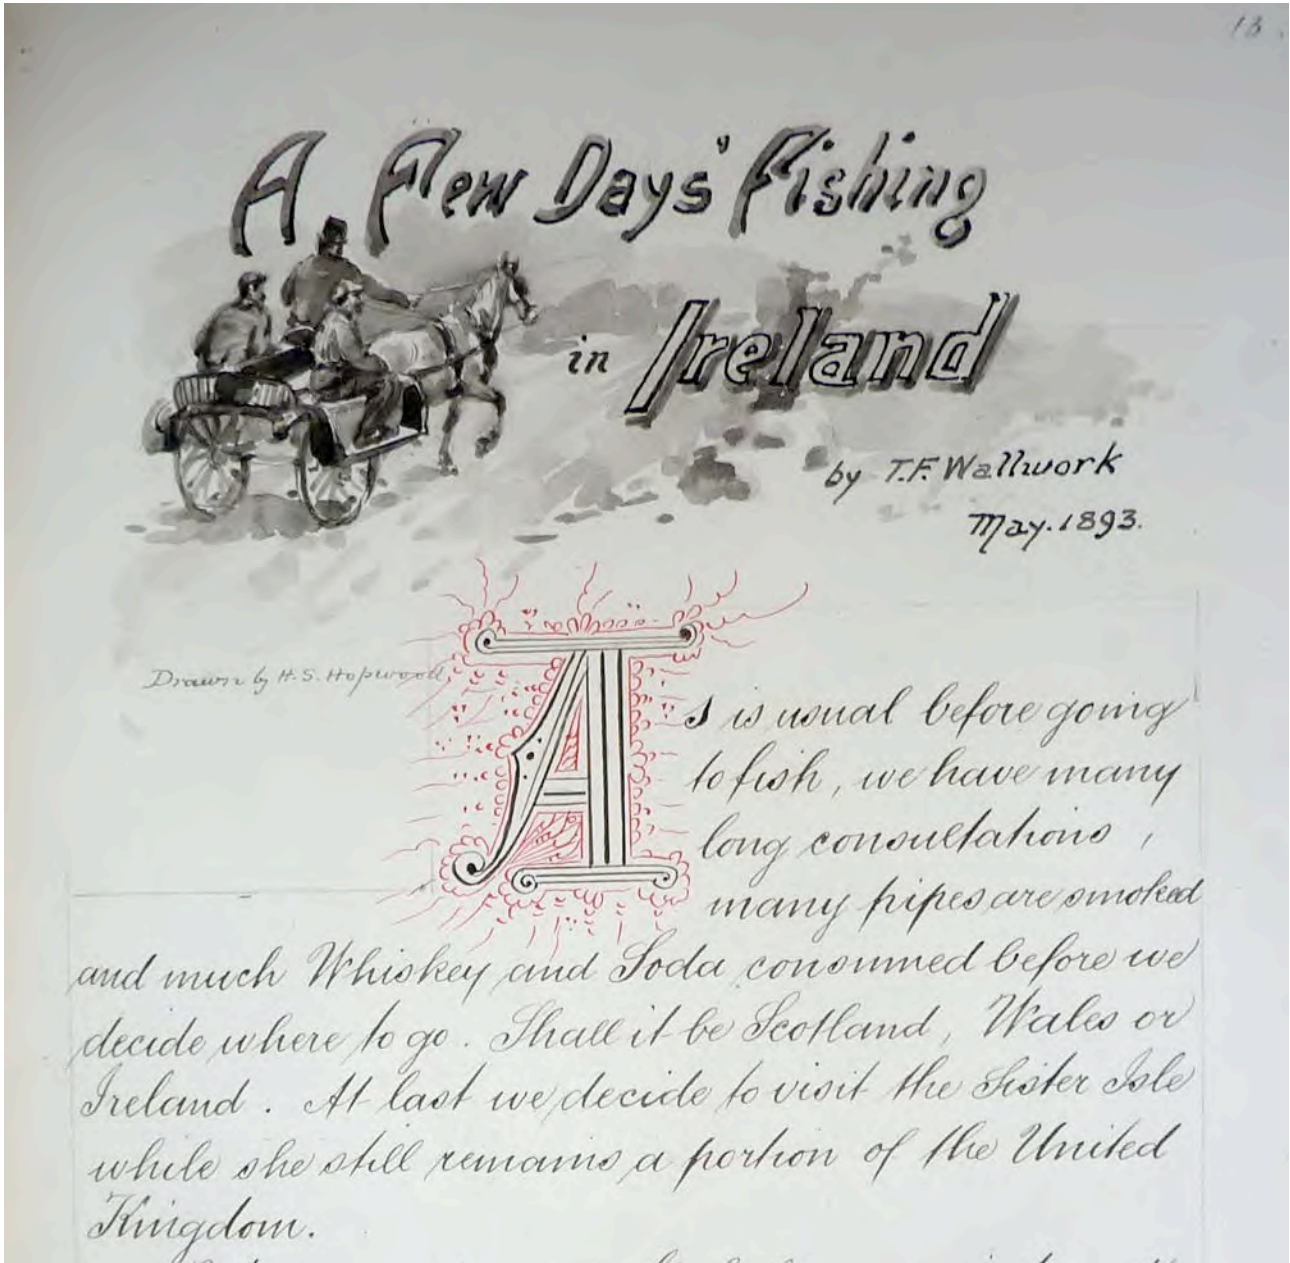 13
A Few Days' Fishing
in Ireland
by T.F. Wallwork
May. 1893.
Drawn by H. S. Hopwood
As is usual before going
to fish, we have many
long consultations,
many pipes are smoked
and much Whiskey and Soda consumed before we
decide where to go. Shall it be Scotland, Wales or
Ireland. At last we decide to visit the Sister Isle
while she still remains a portion of the United
Kingdom.